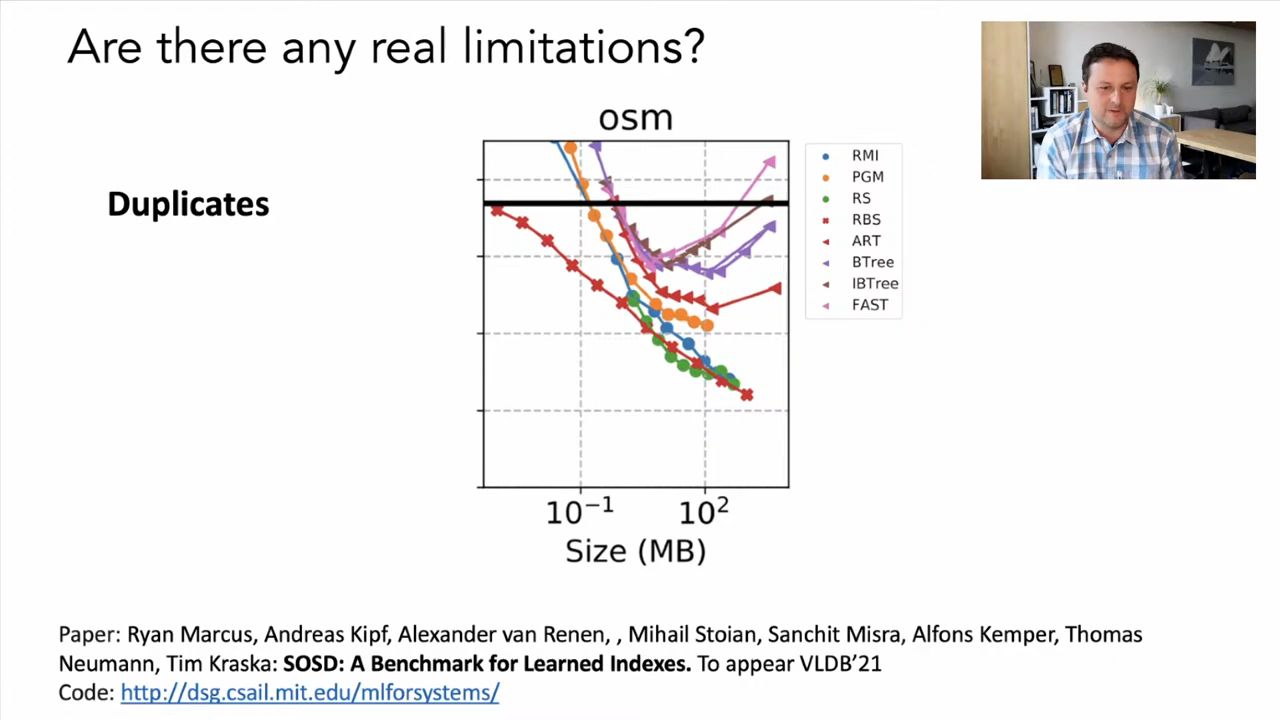 Are there any real limitations?
osm
Duplicates
RMI
PGM
RS
RBS
ART
BTree
IBTree
FAST
10⁻¹ 10²
Size (MB)
Paper: Ryan Marcus, Andreas Kipf, Alexander van Renen, , Mihail Stoian, Sanchit Misra, Alfons Kemper, Thomas
Neumann, Tim Kraska: SOSD: A Benchmark for Learned Indexes. To appear VLDB’21
Code: http://dsg.csail.mit.edu/mlforsystems/